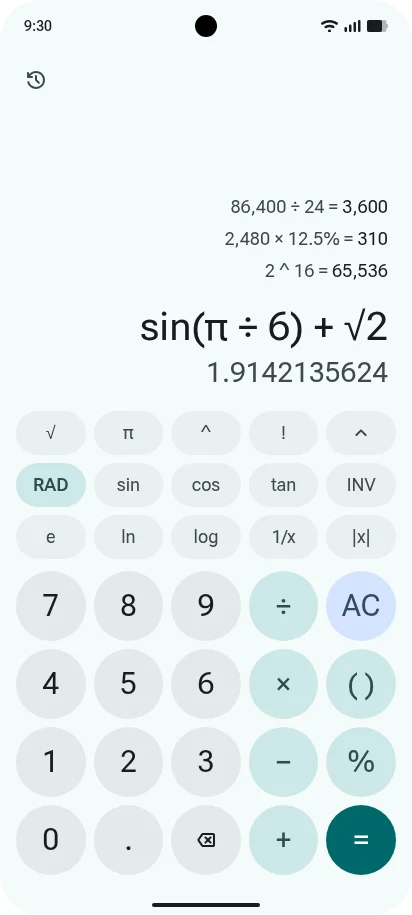 9:30
86,400 ÷ 24 = 3,600
2,480 × 12.5% = 310
2 ^ 16 = 65,536
sin(π ÷ 6) + √2
1.9142135624
√ π ^ !
RAD sin cos tan INV
e ln log 1/x |x|
7 8 9 ÷ AC
4 5 6 × ( )
1 2 3 − %
0 . + =